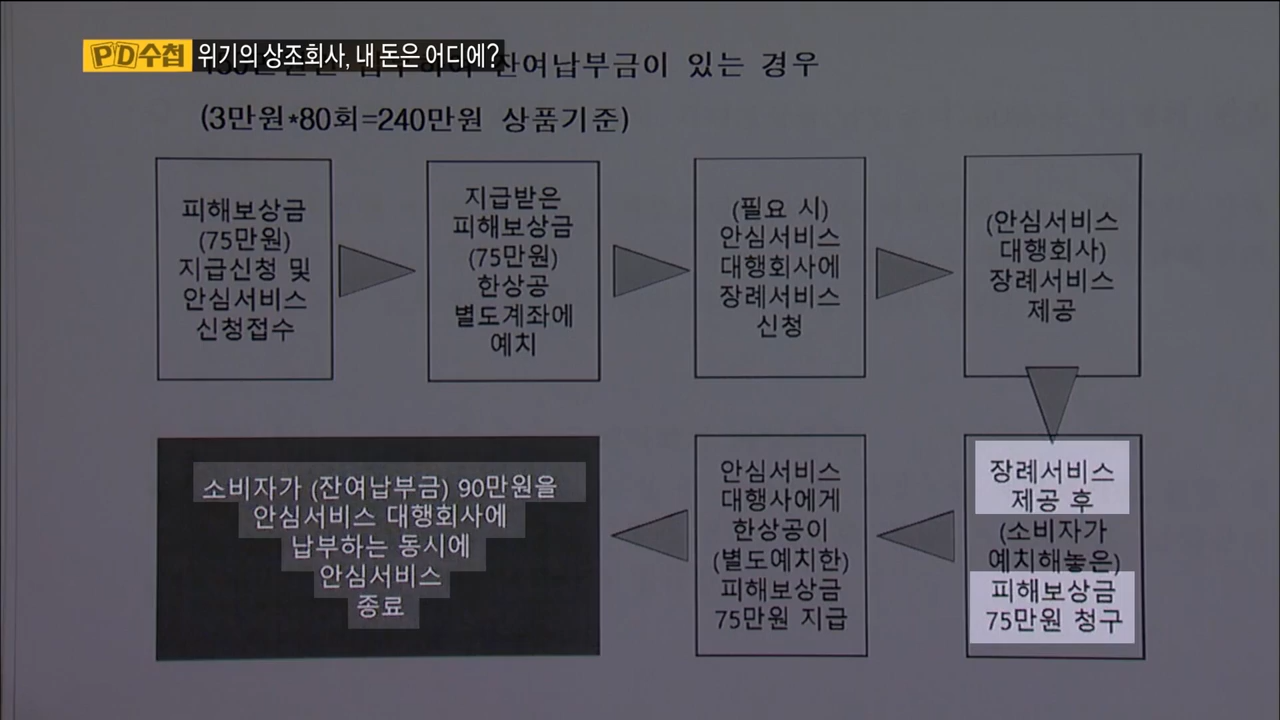 PD수첩 위기의 상조회사, 내 돈은 어디에?
잔여납부금이 있는 경우
(3만원*80회=240만원 상품기준)
피해보상금
(75만원)
지급신청 및
안심서비스
신청접수
지급받은
피해보상금
(75만원)
한상공
별도계좌에
예치
(필요 시)
안심서비스
대행회사에
장례서비스
신청
(안심서비스
대행회사)
장례서비스
제공
장례서비스
제공 후
(소비자가
예치해놓은)
피해보상금
75만원 청구
안심서비스
대행사에게
한상공이
(별도예치한)
피해보상금
75만원 지급
소비자가 (잔여납부금) 90만원을
안심서비스 대행회사에
납부하는 동시에
안심서비스
종료